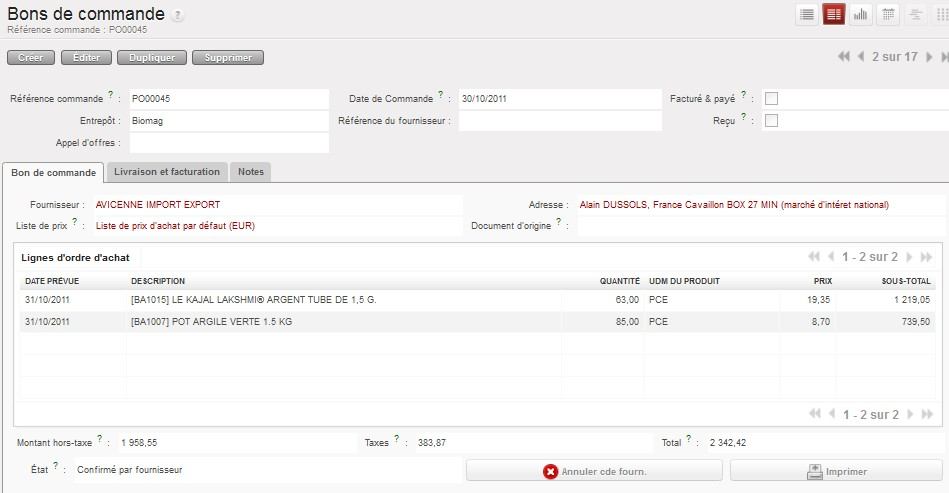 Bons de commande ?
Référence commande : PO00045
Créer Éditer Dupliquer Supprimer 2 sur 17
Référence commande ? : PO00045 Date de Commande ? : 30/10/2011 Facturé & payé ? :
Entrepôt : Biomag Référence du fournisseur : Reçu ? :
Appel d'offres :
Bon de commande Livraison et facturation Notes
Fournisseur : AVICENNE IMPORT EXPORT Adresse : Alain DUSSOLS, France Cavaillon BOX 27 MIN (marché d'intéret national)
Liste de prix ? : Liste de prix d'achat par défaut (EUR) Document d'origine ? :
Lignes d'ordre d'achat 1 - 2 sur 2
DATE PRÉVUE DESCRIPTION QUANTITÉ UDM DU PRODUIT PRIX SOUS-TOTAL
31/10/2011 [BA1015] LE KAJAL LAKSHMI® ARGENT TUBE DE 1,5 G. 63,00 PCE 19,35 1 219,05
31/10/2011 [BA1007] POT ARGILE VERTE 1.5 KG 85,00 PCE 8,70 739,50
1 - 2 sur 2
Montant hors-taxe ? : 1 958,55 Taxes ? : 383,87 Total ? : 2 342,42
État ? : Confirmé par fournisseur Annuler cde fourn. Imprimer